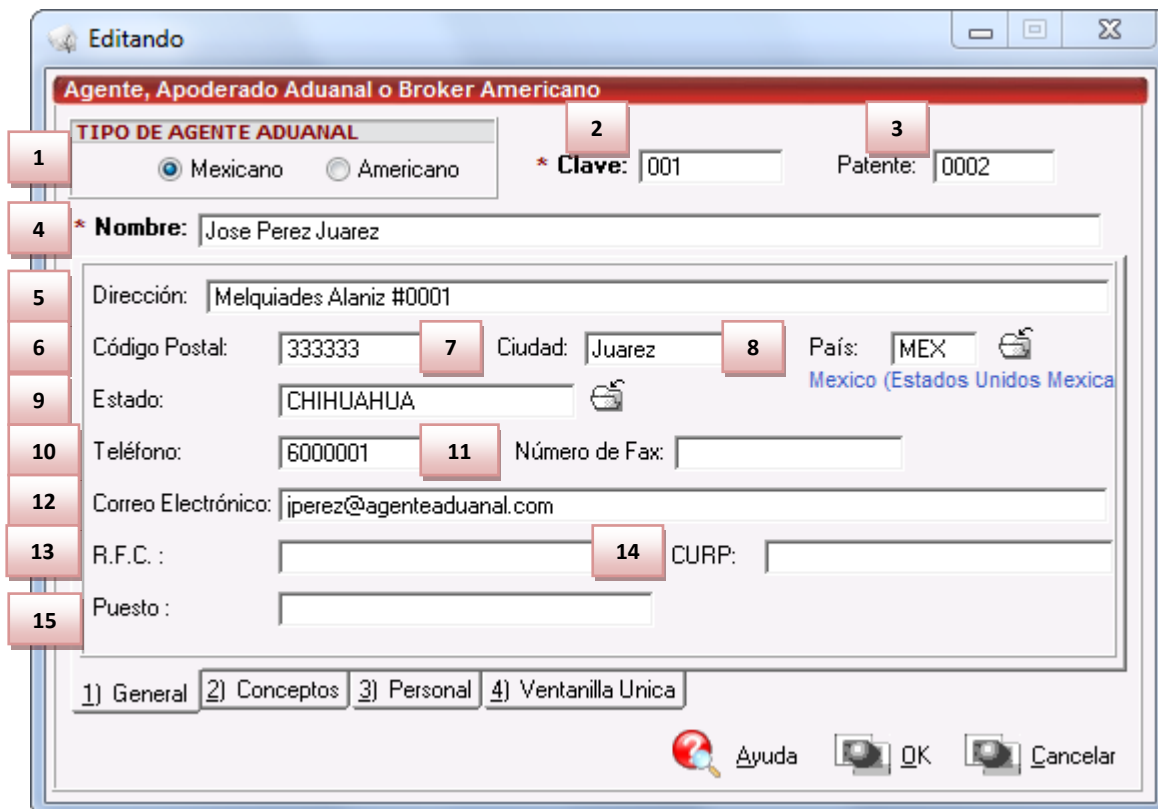 Editando
Agente, Apoderado Aduanal o Broker Americano
TIPO DE AGENTE ADUANAL
1 Mexicano Americano 2 * Clave: 001 3 Patente: 0002
4 * Nombre: Jose Perez Juarez
5 Dirección: Melquiades Alaniz #0001
6 Código Postal: 333333 7 Ciudad: Juarez 8 País: MEX
Mexico (Estados Unidos Mexica
9 Estado: CHIHUAHUA
10 Teléfono: 6000001 11 Número de Fax:
12 Correo Electrónico: jperez@agenteaduanal.com
13 R.F.C. : 14 CURP:
15 Puesto :
1) General 2) Conceptos 3) Personal 4) Ventanilla Unica
Ayuda OK Cancelar